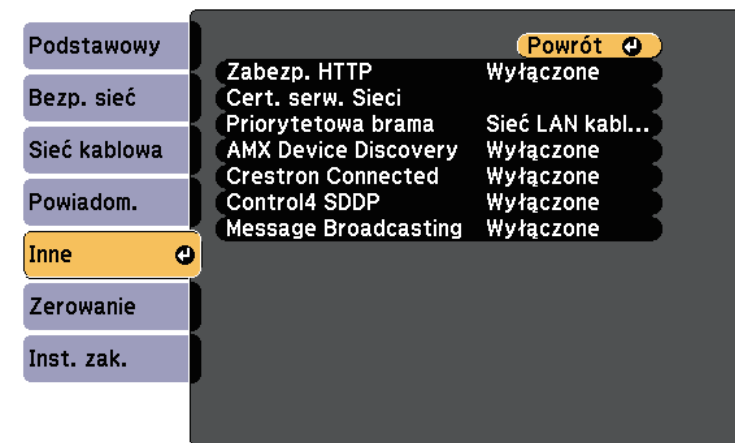 Podstawowy
Bezp. sieć
Sieć kablowa
Powiadom.
Inne
Zerowanie
Inst. zak.
Powrót
Zabezp. HTTP Wyłączone
Cert. serw. Sieci
Priorytetowa brama Sieć LAN kabl...
AMX Device Discovery Wyłączone
Crestron Connected Wyłączone
Control4 SDDP Wyłączone
Message Broadcasting Wyłączone